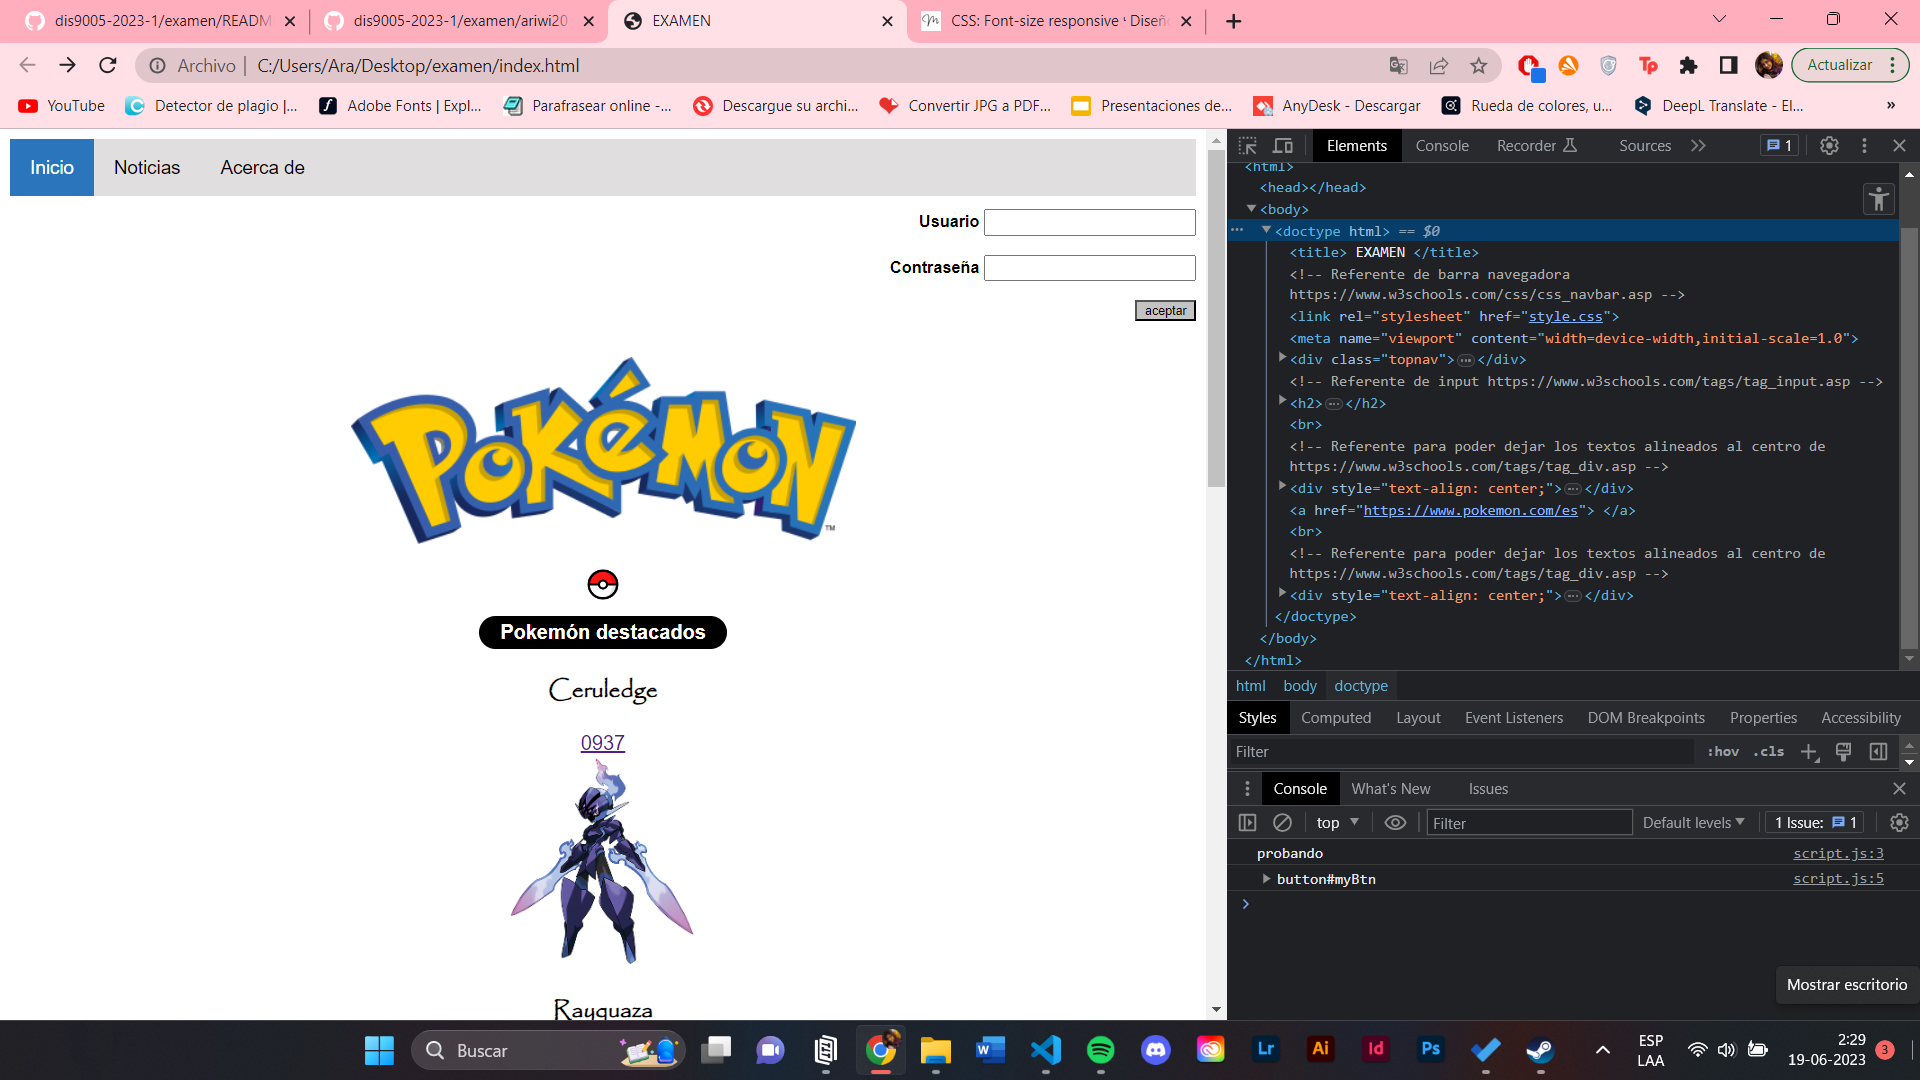 dis9005-2023-1/examen/READM
dis9005-2023-1/examen/ariwi20
EXAMEN
CSS: Font-size responsive
Archivo
C:/Users/Ara/Desktop/examen/index.html
Actualizar
YouTube
Detector de plagio |...
Adobe Fonts | Expl...
Parafrasear online -...
Descargue su archi...
Convertir JPG a PDF...
Presentaciones de...
AnyDesk - Descargar
Rueda de colores, u...
DeepL Translate - El...
»
Inicio
Noticias
Acerca de
Usuario
Contraseña
aceptar
POKéMON
TM
Pokemón destacados
Ceruledge
0937
Rayquaza
Elements
Console
Recorder
Sources
1
<html>
<head></head>
<body>
<doctype html> == $0
<title> EXAMEN </title>
<!-- Referente de barra navegadora
https://www.w3schools.com/css/css_navbar.asp -->
<link rel="stylesheet" href="style.css">
<meta name="viewport" content="width=device-width,initial-scale=1.0">
<div class="topnav">…</div>
<!-- Referente de input https://www.w3schools.com/tags/tag_input.asp -->
<h2>…</h2>
<br>
<!-- Referente para poder dejar los textos alineados al centro de
https://www.w3schools.com/tags/tag_div.asp -->
<div style="text-align: center;">…</div>
<a href="https://www.pokemon.com/es"> </a>
<br>
<!-- Referente para poder dejar los textos alineados al centro de
https://www.w3schools.com/tags/tag_div.asp -->
<div style="text-align: center;">…</div>
</doctype>
</body>
</html>
html body doctype
Styles Computed Layout Event Listeners DOM Breakpoints Properties Accessibility
Filter
:hov .cls
Console What's New Issues
top
Filter
Default levels
1 Issue: 1
probando
script.js:3
button#myBtn
script.js:5
Mostrar escritorio
Buscar
Lr
Ai
Id
Ps
ESP
LAA
2:29
19-06-2023
3